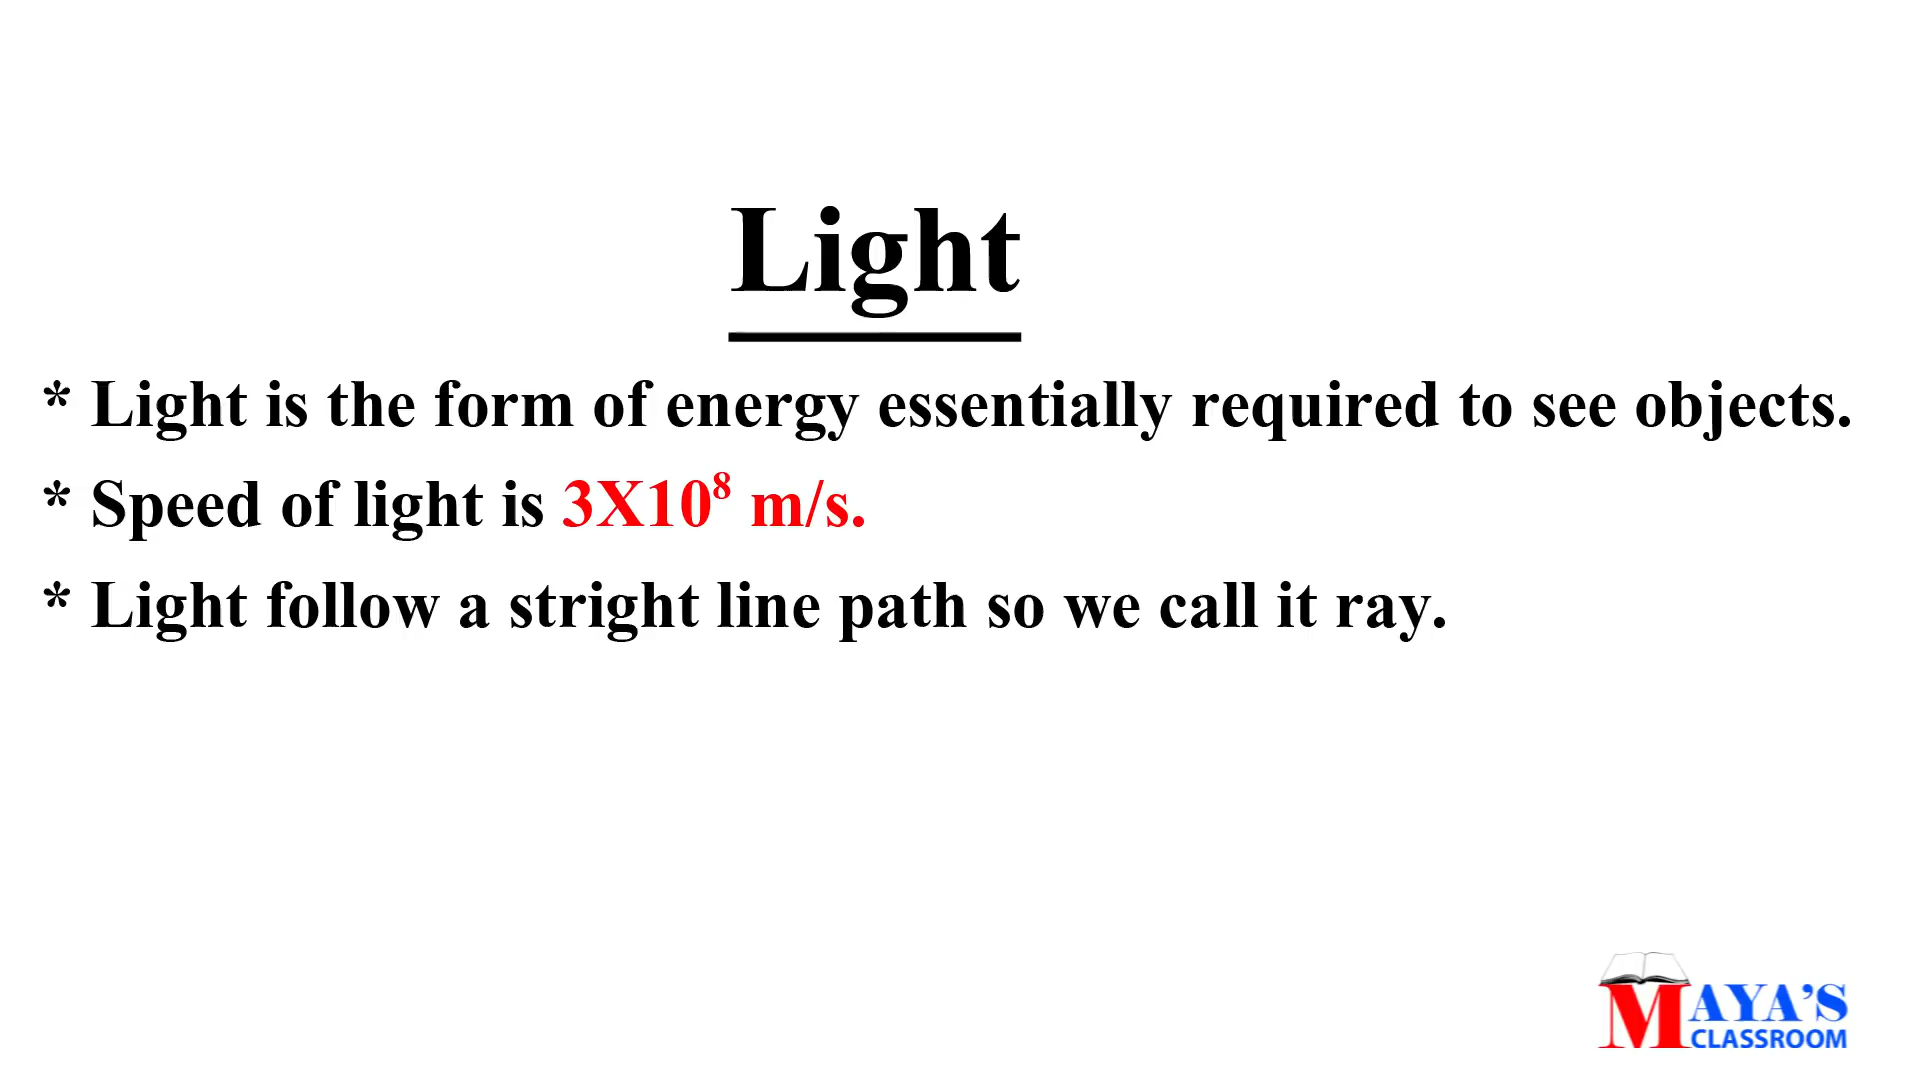 Light
* Light is the form of energy essentially required to see objects.
* Speed of light is 3X10⁸ m/s.
* Light follow a stright line path so we call it ray.
MAYA'S
CLASSROOM